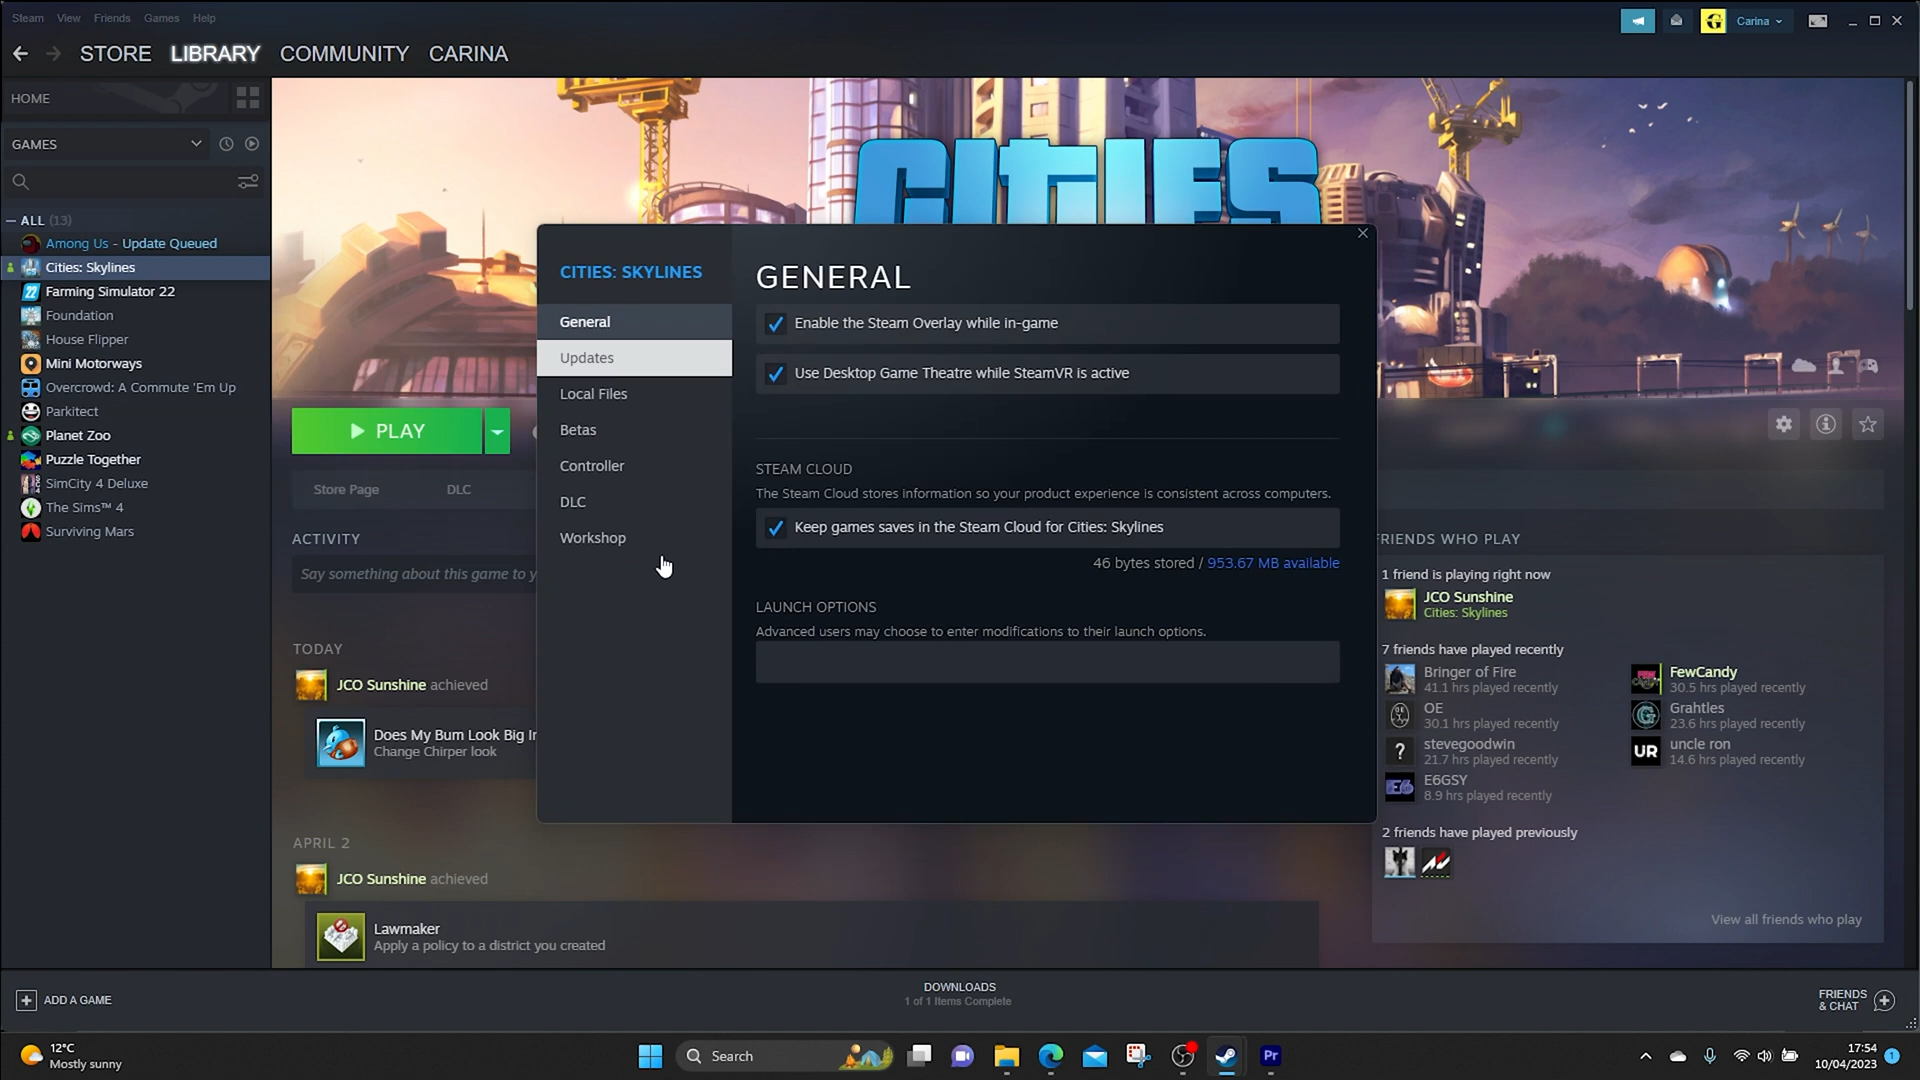 Steam View Friends Games Help
Carina
STORE LIBRARY COMMUNITY CARINA
HOME
GAMES
— ALL (13)
Among Us - Update Queued
Cities: Skylines
Farming Simulator 22
Foundation
House Flipper
Mini Motorways
Overcrowd: A Commute 'Em Up
Parkitect
Planet Zoo
Puzzle Together
SimCity 4 Deluxe
The Sims™ 4
Surviving Mars
ADD A GAME
CITIES
PLAY
Store Page DLC
ACTIVITY
Say something about this game to y
TODAY
JCO Sunshine achieved
Does My Bum Look Big In
Change Chirper look
APRIL 2
JCO Sunshine achieved
Lawmaker
Apply a policy to a district you created
CITIES: SKYLINES
General
Updates
Local Files
Betas
Controller
DLC
Workshop
GENERAL
Enable the Steam Overlay while in-game
Use Desktop Game Theatre while SteamVR is active
STEAM CLOUD
The Steam Cloud stores information so your product experience is consistent across computers.
Keep games saves in the Steam Cloud for Cities: Skylines
46 bytes stored / 953.67 MB available
LAUNCH OPTIONS
Advanced users may choose to enter modifications to their launch options.
FRIENDS WHO PLAY
1 friend is playing right now
JCO Sunshine
Cities: Skylines
7 friends have played recently
Bringer of Fire
41.1 hrs played recently
FewCandy
30.5 hrs played recently
OE
30.1 hrs played recently
Grahtles
23.6 hrs played recently
? stevegoodwin
21.7 hrs played recently
UR uncle ron
14.6 hrs played recently
E6 E6GSY
8.9 hrs played recently
2 friends have played previously
View all friends who play
DOWNLOADS
1 of 1 Items Complete
FRIENDS
& CHAT
12°C
Mostly sunny
Search
Pr
17:54
10/04/2023
1